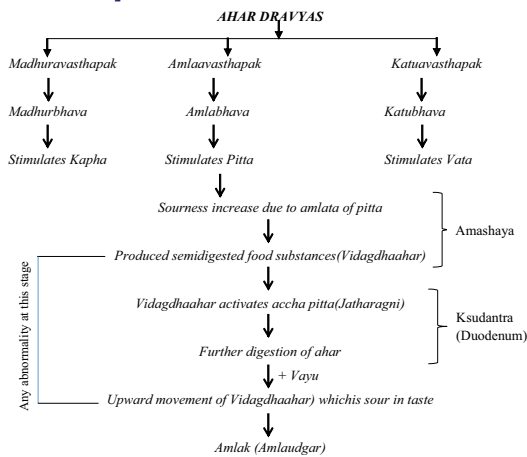 AHAR DRAVYAS
Madhuravasthapak
Amlaavasthapak
Katuavasthapak
Madhurbhava
Amlabhava
Katubhava
Stimulates Kapha
Stimulates Pitta
Stimulates Vata
Sourness increase due to amlata of pitta
Amashaya
Produced semidigested food substances(Vidagdhaahar)
Any abnormality at this stage
Vidagdhaahar activates accha pitta(Jatharagni)
Ksudantra
(Duodenum)
Further digestion of ahar
+ Vayu
Upward movement of Vidagdhaahar) whichis sour in taste
Amlak (Amlaudgar)